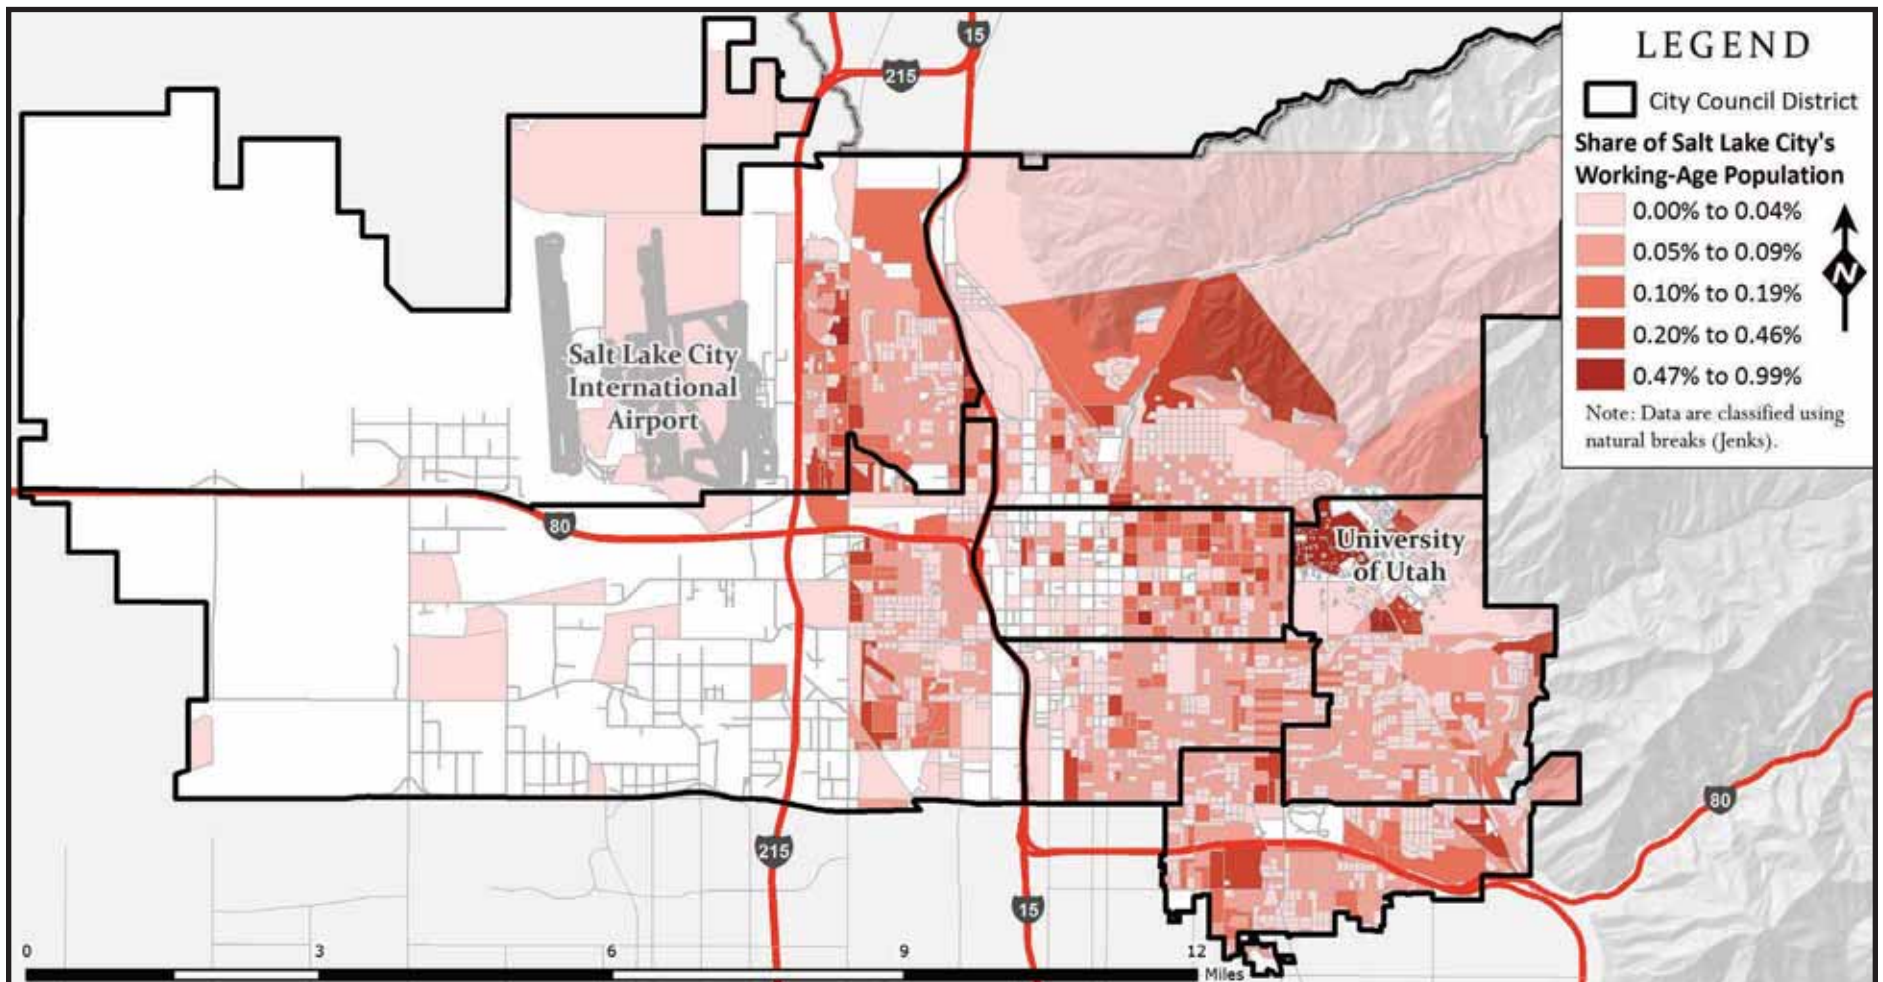 15
215
LEGEND
City Council District
Share of Salt Lake City's
Working-Age Population
0.00% to 0.04%
0.05% to 0.09%
0.10% to 0.19%
0.20% to 0.46%
0.47% to 0.99%
N
Note: Data are classified using
natural breaks (Jenks).
Salt Lake City
International
Airport
80
University
of Utah
80
215
15
0 3 6 9 12
Miles